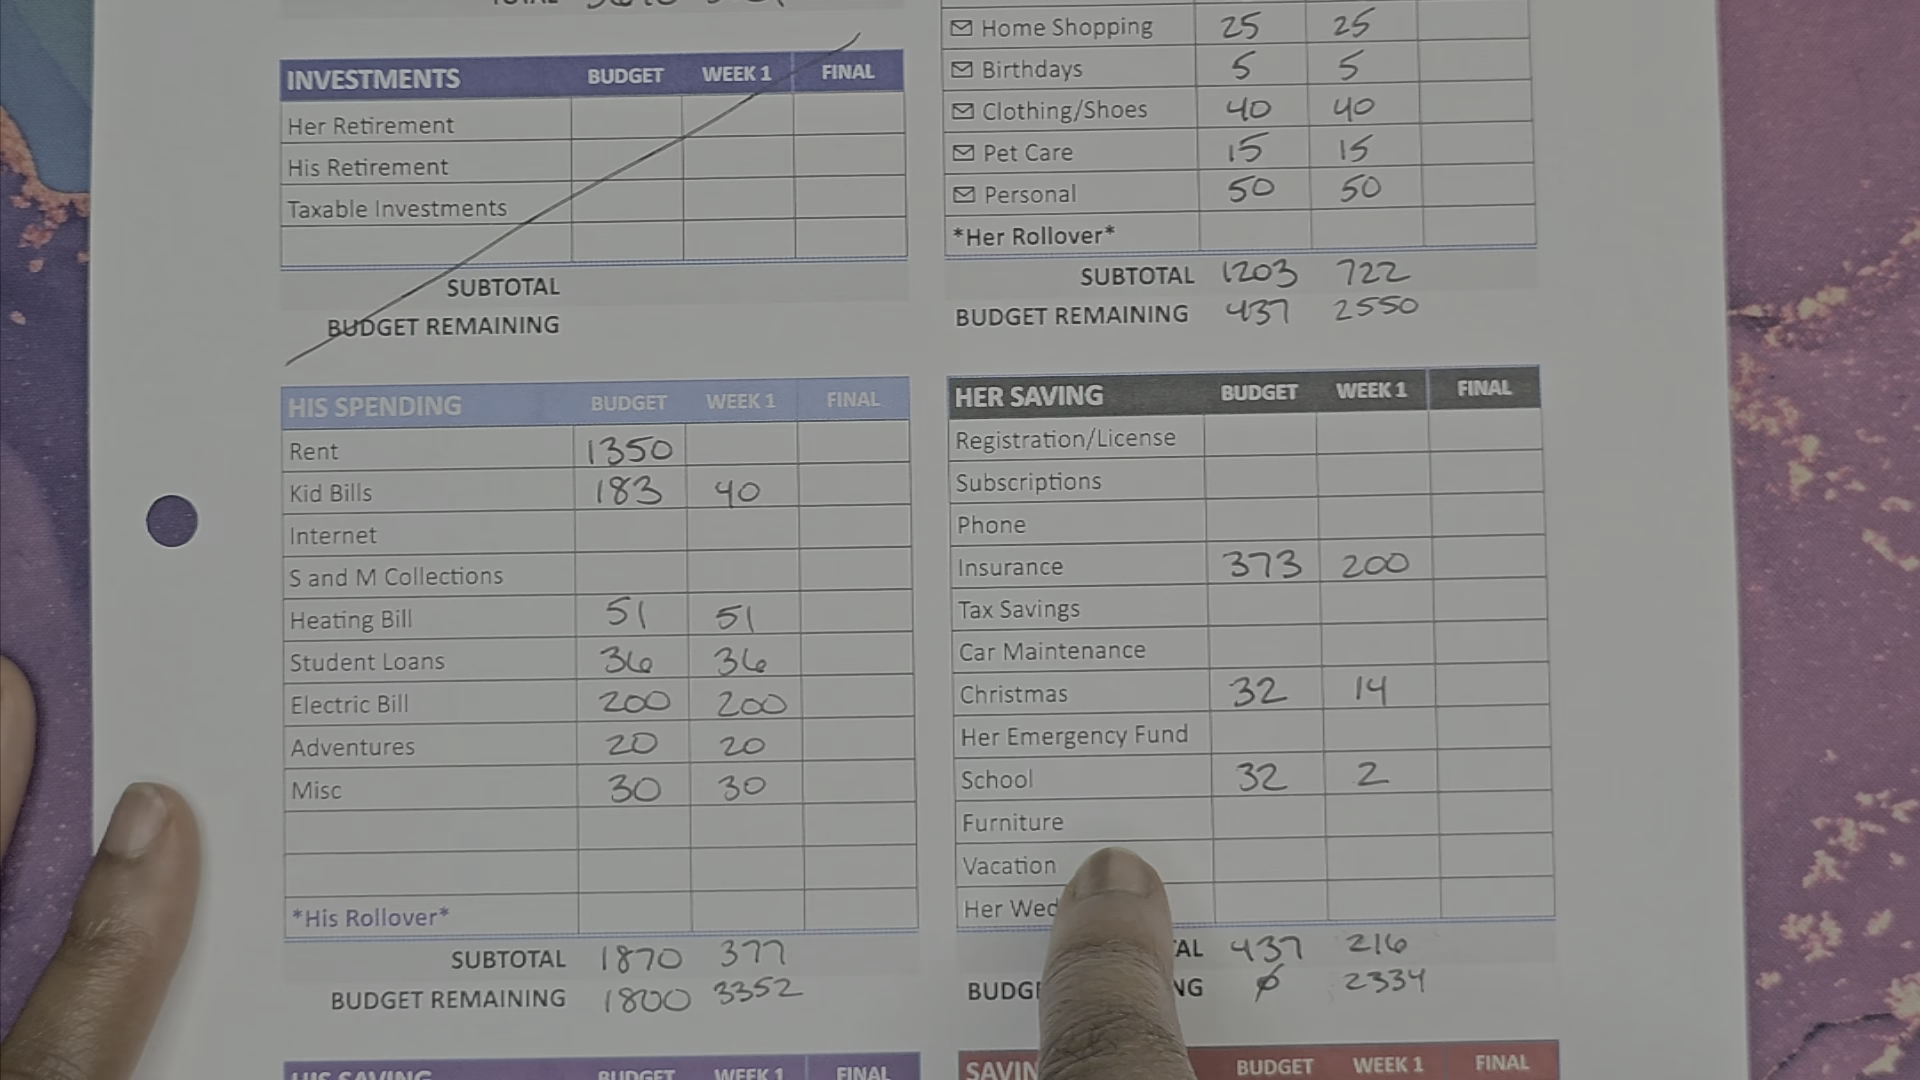 TOTAL
INVESTMENTS BUDGET WEEK 1 FINAL
Her Retirement
His Retirement
Taxable Investments
SUBTOTAL
BUDGET REMAINING
HIS SPENDING BUDGET WEEK 1 FINAL
Rent 1350
Kid Bills 183 40
Internet
S and M Collections
Heating Bill 51 51
Student Loans 36 36
Electric Bill 200 200
Adventures 20 20
Misc 30 30
*His Rollover*
SUBTOTAL 1870 377
BUDGET REMAINING 1800 3352
HIS SAVING BUDGET WEEK 1 FINAL
Home Shopping 25 25
Birthdays 5 5
Clothing/Shoes 40 40
Pet Care 15 15
Personal 50 50
*Her Rollover*
SUBTOTAL 1203 722
BUDGET REMAINING 437 2550
HER SAVING BUDGET WEEK 1 FINAL
Registration/License
Subscriptions
Phone
Insurance 373 200
Tax Savings
Car Maintenance
Christmas 32 14
Her Emergency Fund
School 32 2
Furniture
Vacation
Her
437 216
Ø 2334
BUDGET WEEK 1 FINAL